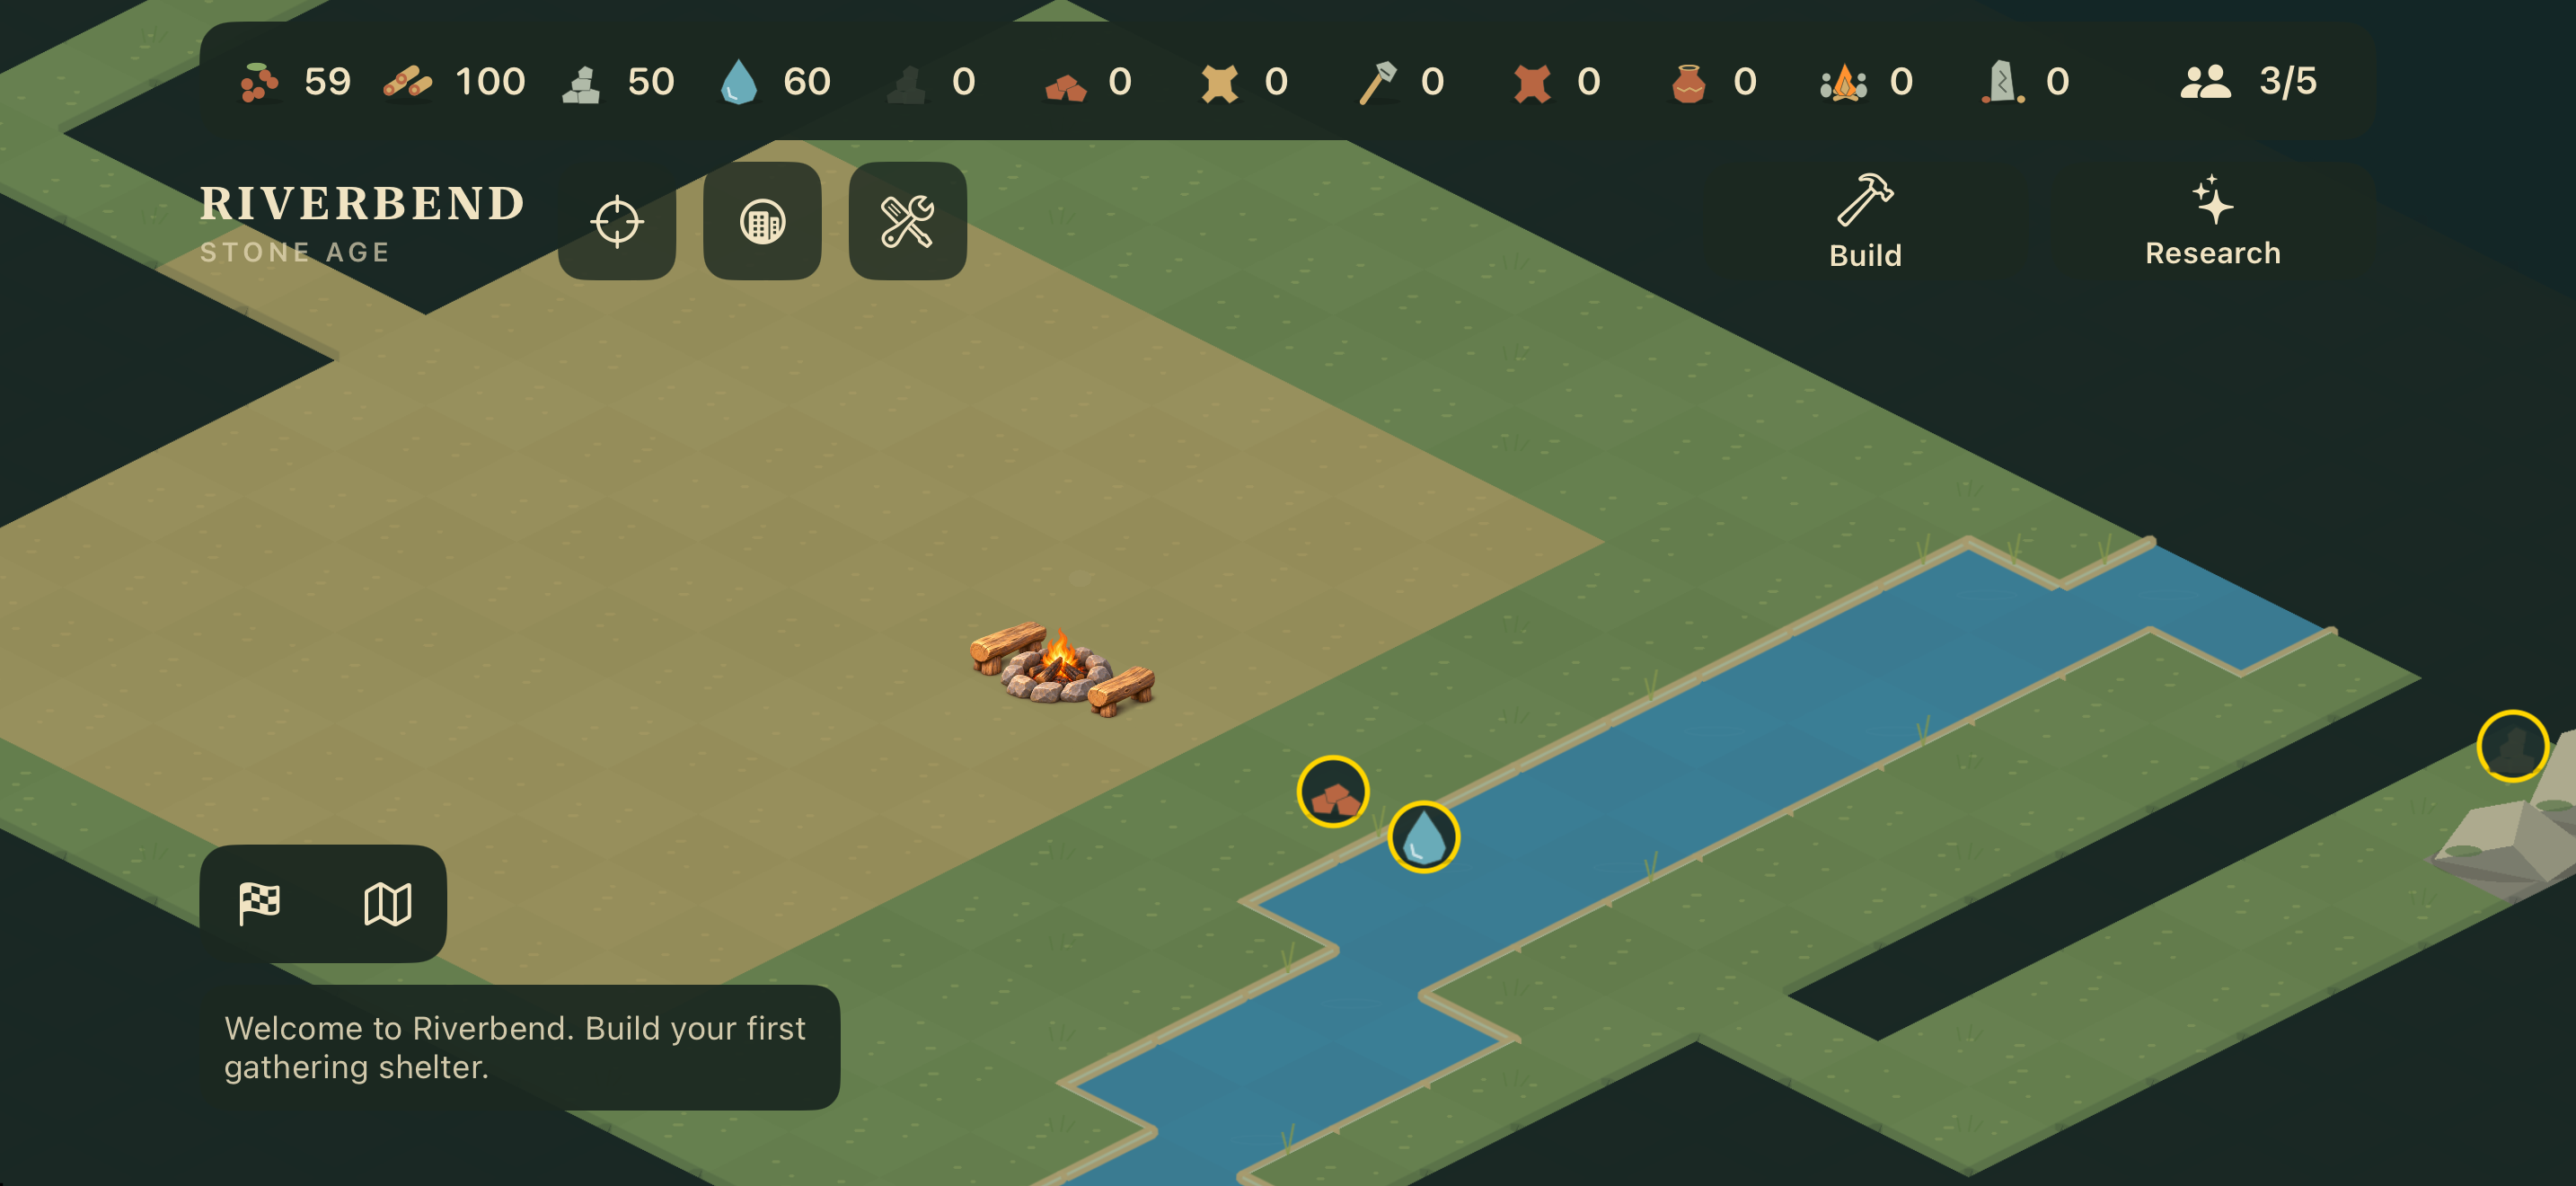 59 100 50 60 0 0 0 0 0 0 0 0 3/5
RIVERBEND
STONE AGE
Build
Research
Welcome to Riverbend. Build your first
gathering shelter.